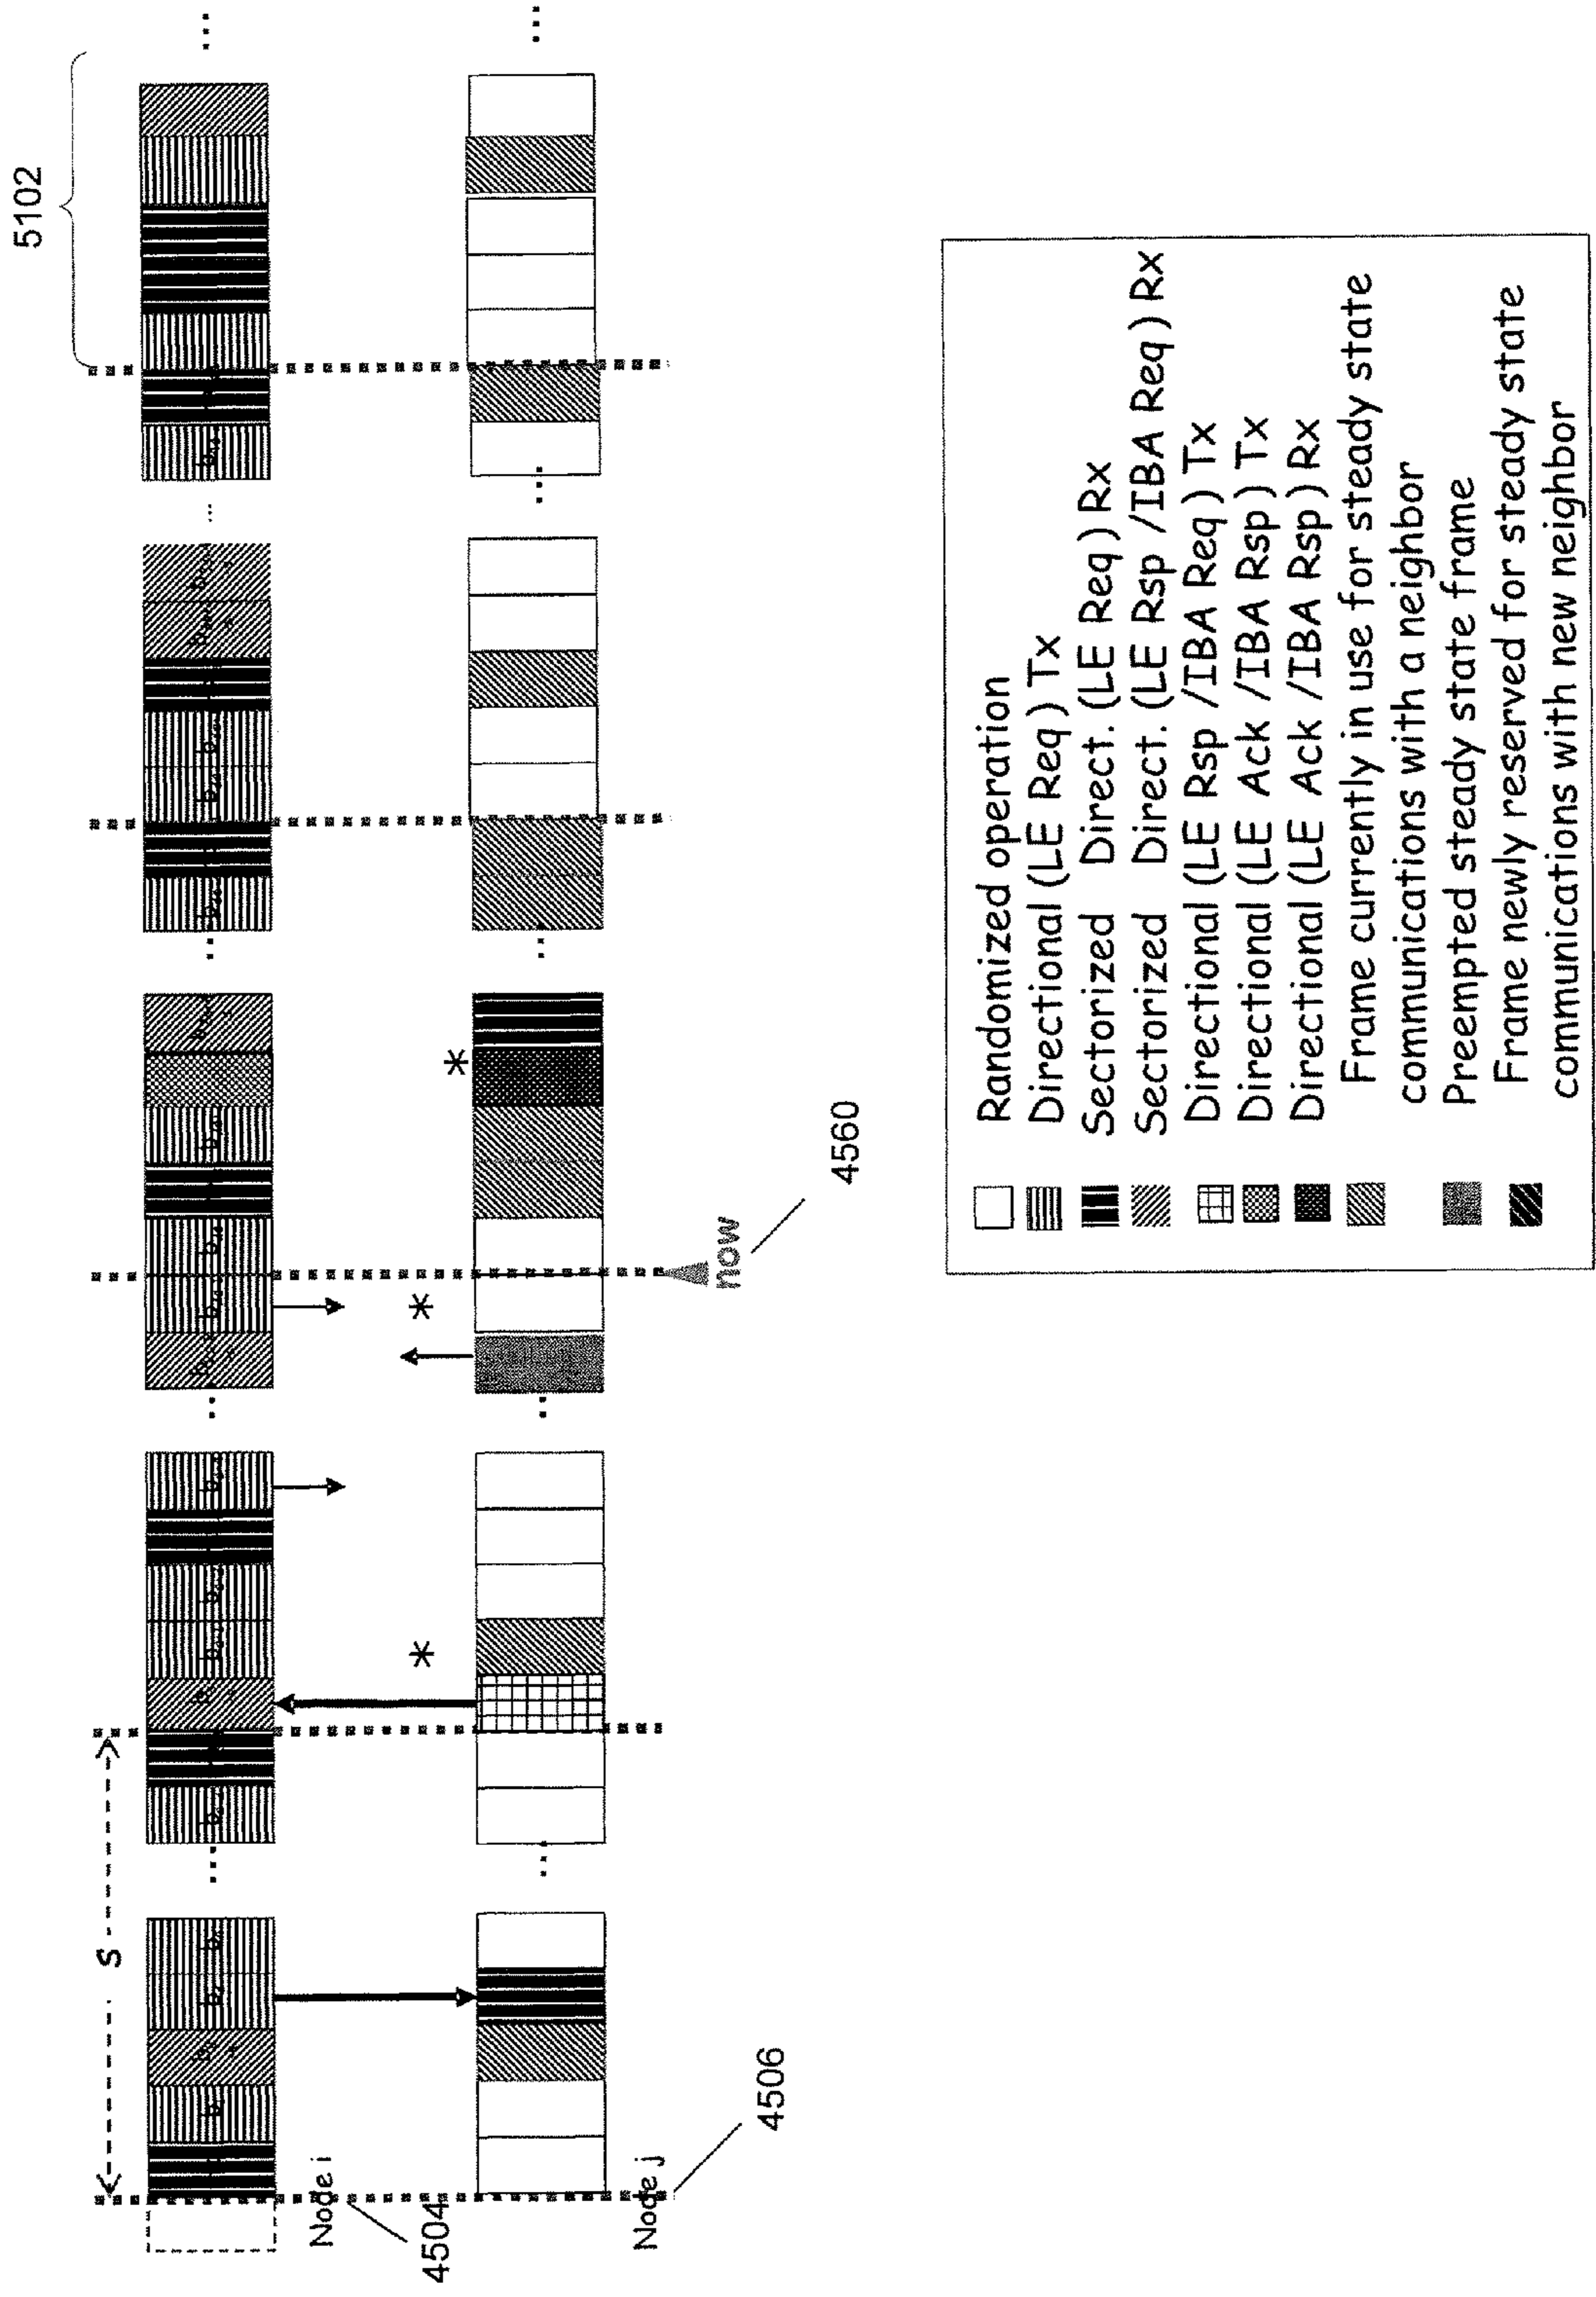 5102
S
Node i
4504
Node j
4506
now
4560
Randomized operation
Directional (LE Req) Tx
Sectorized Direct. (LE Req) Rx
Sectorized Direct. (LE Rsp /IBA Req) Rx
Directional (LE Rsp /IBA Req) Tx
Directional (LE Ack /IBA Rsp) Tx
Directional (LE Ack /IBA Rsp) Rx
Frame currently in use for steady state
communications with a neighbor
Preempted steady state frame
Frame newly reserved for steady state
communications with new neighbor